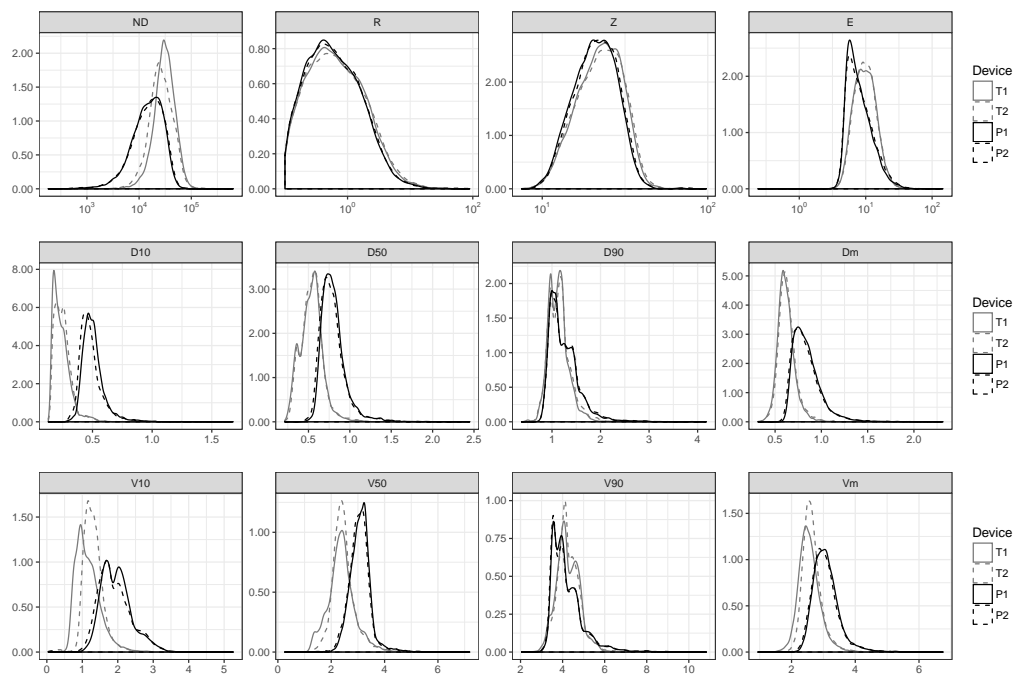 ND R Z E
2.00 0.80 2.00 2.00 Device
1.50 0.60 T1
1.00 0.40 1.00 1.00 T2
0.50 0.20 P1
0.00 0.00 0.00 0.00 P2
10³ 10⁴ 10⁵ 10⁰ 10² 10¹ 10² 10⁰ 10¹ 10²
D10 D50 D90 Dm
8.00 3.00 2.00 5.00 Device
6.00 2.00 1.50 4.00 T1
4.00 1.00 1.00 3.00 T2
2.00 0.50 2.00 P1
0.00 0.00 0.00 1.00 P2
0.00
0.5 1.0 1.5 0.5 1.0 1.5 2.0 2.5 1 2 3 4 0.5 1.0 2.0
V10 V50 V90 Vm
1.50 1.00 1.00 1.50 Device
1.00 0.50 0.75 1.00 T1
0.50 0.00 0.50 0.50 T2
0.00 0.25 0.00 P1
0.00 P2
0 1 2 3 4 5 0 2 4 6 2 4 6 8 10 2 4 6